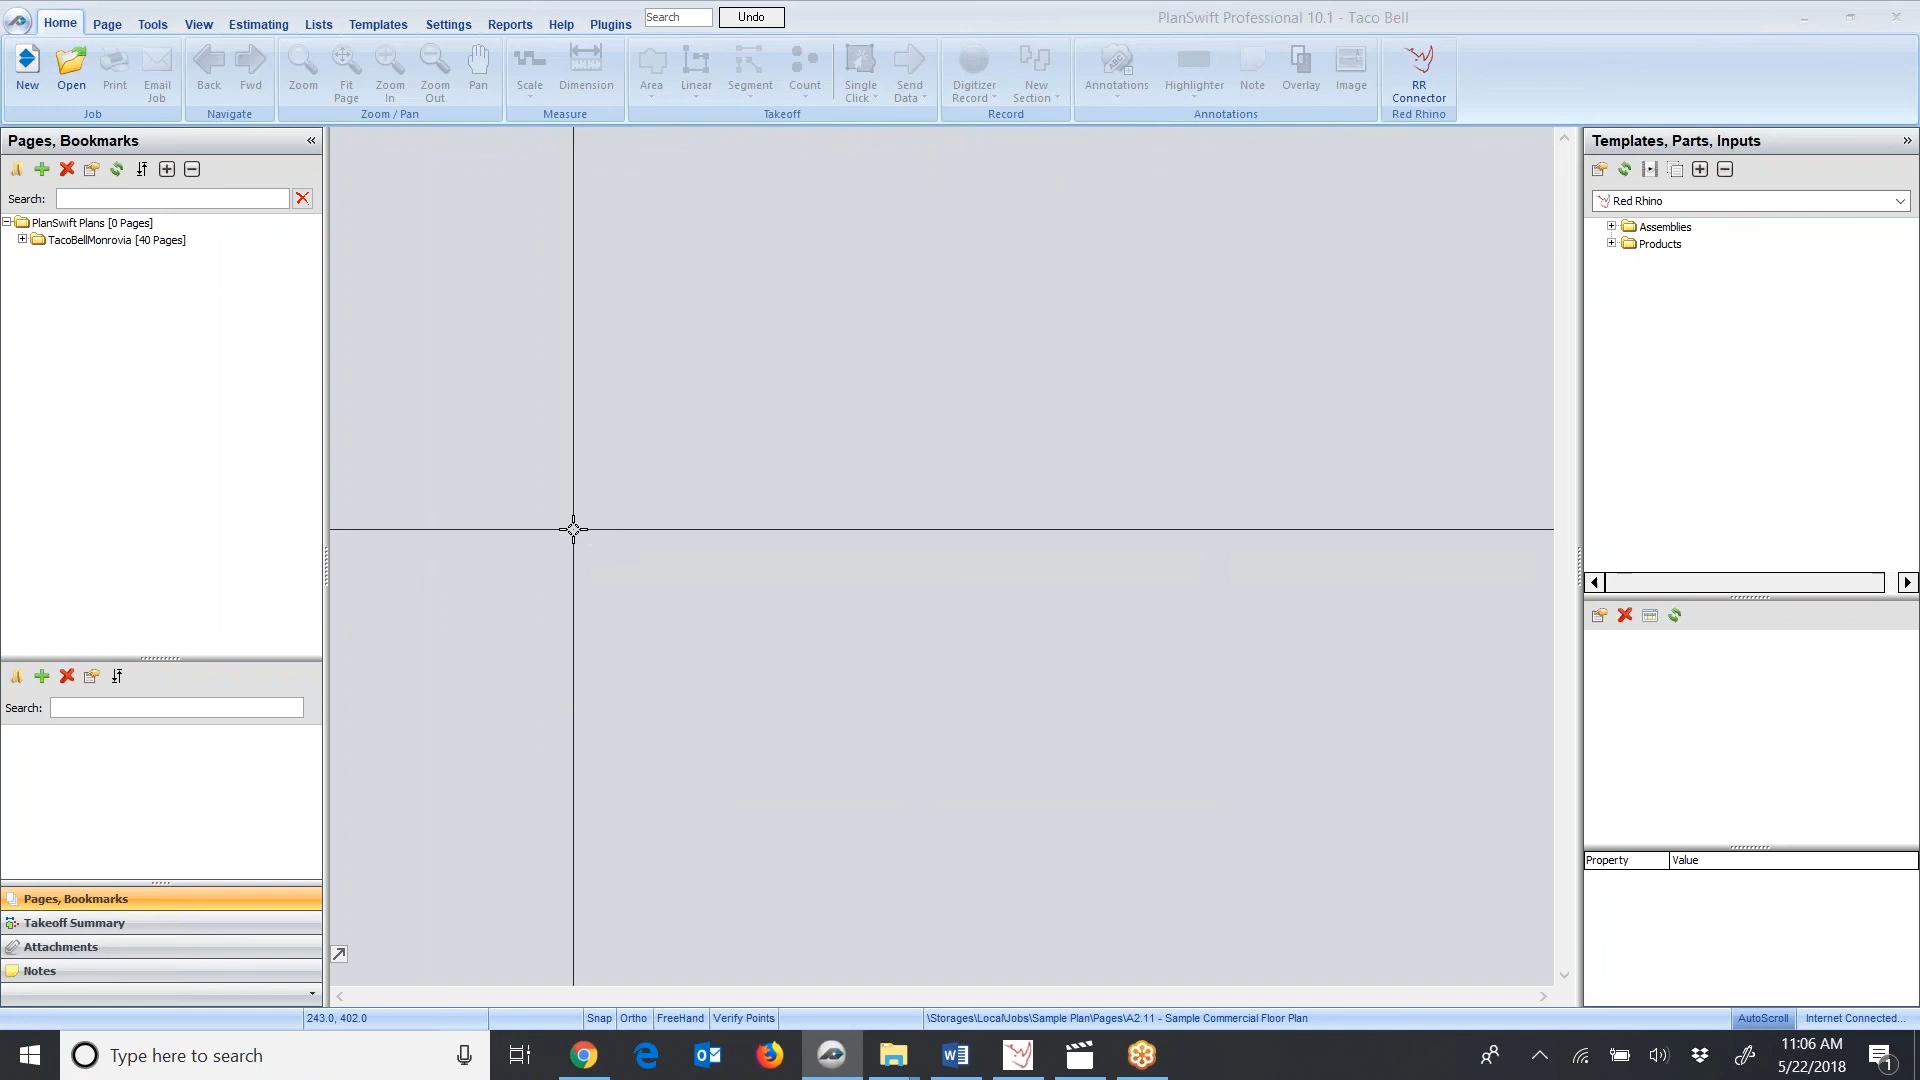 Home Page Tools View Estimating Lists Templates Settings Reports Help Plugins Search Undo PlanSwift Professional 10.1 - Taco Bell
New Open Print Email Job Back Fwd Zoom Fit Page Zoom In Zoom Out Pan Scale Dimension Area Linear Segment Count Single Click Send Data Digitizer Record New Section Annotations Highlighter Note Overlay Image RR Connector
Job Navigate Zoom / Pan Measure Takeoff Record Annotations Red Rhino
Pages, Bookmarks
Search:
PlanSwift Plans [0 Pages]
TacoBellMonrovia [40 Pages]
Search:
Pages, Bookmarks
Takeoff Summary
Attachments
Notes
Templates, Parts, Inputs
Red Rhino
Assemblies
Products
Property Value
243.0, 402.0 Snap Ortho FreeHand Verify Points \Storages\Local\Jobs\Sample Plan\Pages\A2.11 - Sample Commercial Floor Plan AutoScroll Internet Connected...
Type here to search
11:06 AM
5/22/2018
1